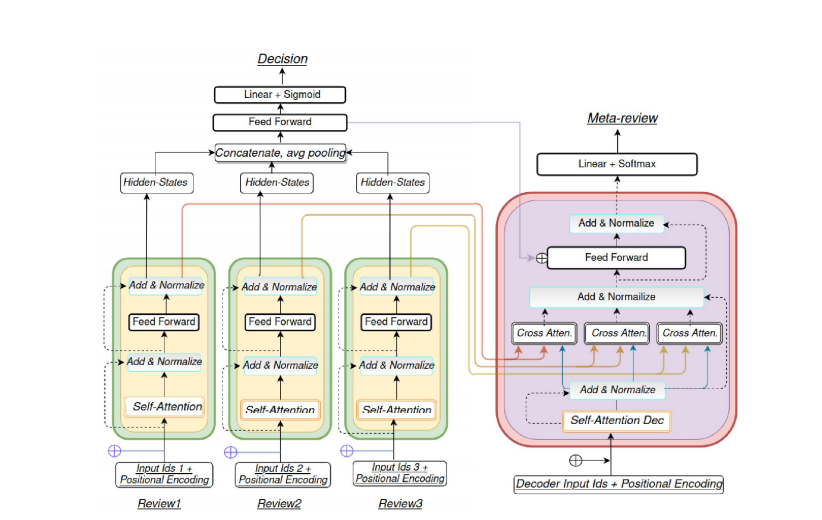 Decision
Linear + Sigmoid
Feed Forward
Concatenate, avg pooling
Hidden-States
Hidden-States
Hidden-States
Add & Normalize
Feed Forward
Add & Normalize
Self-Attention
Input Ids 1 +
Positional Encoding
Review1
Add & Normalize
Feed Forward
Add & Normalize
Self-Attention
Input Ids 2 +
Positional Encoding
Review2
Add & Normalize
Feed Forward
Add & Normalize
Self-Attention
Input Ids 3 +
Positional Encoding
Review3
Meta-review
Linear + Softmax
Add & Normalize
Feed Forward
Add & Normailize
Cross Atten.
Cross Atten.
Cross Atten.
Add & Normalize
Self-Attention Dec
Decoder Input Ids + Positional Encoding